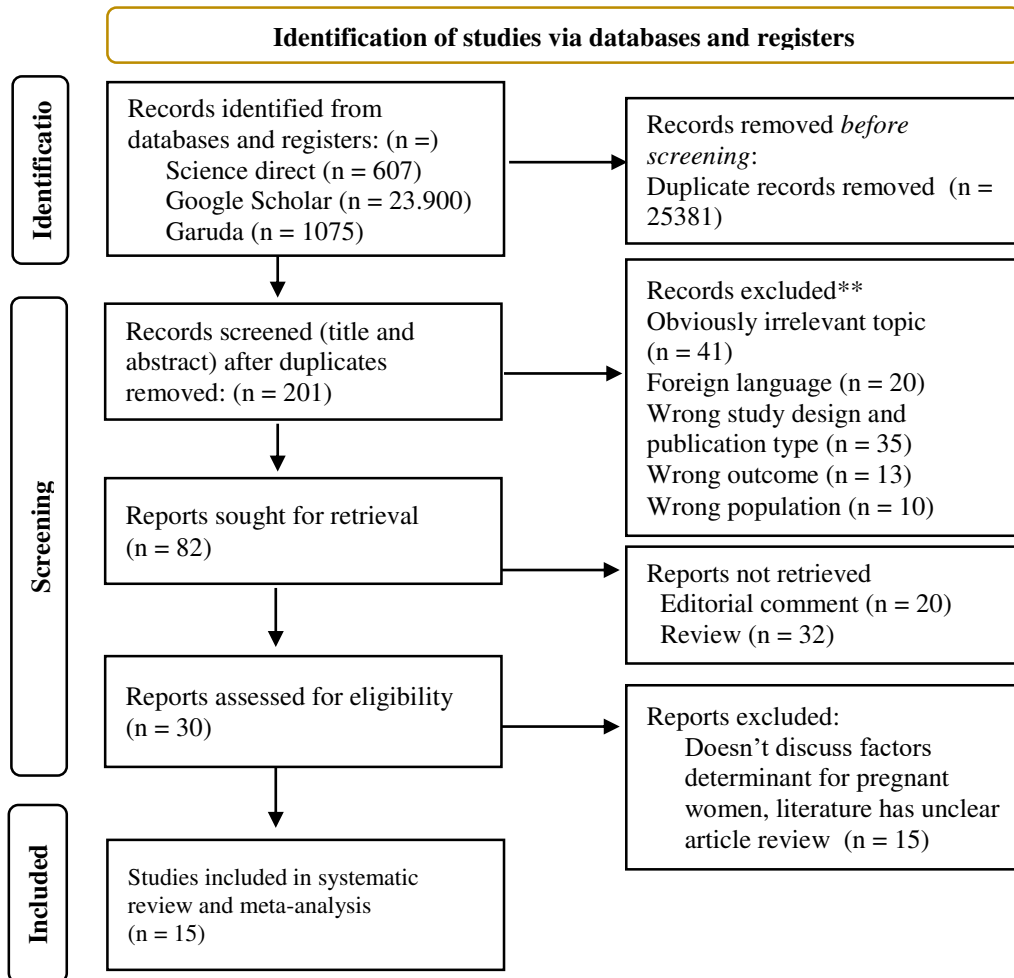 Identification of studies via databases and registers
Identificatio
Records identified from
databases and registers: (n =)
Science direct (n = 607)
Google Scholar (n = 23.900)
Garuda (n = 1075)
Records removed before
screening:
Duplicate records removed (n =
25381)
Screening
Records screened (title and
abstract) after duplicates
removed: (n = 201)
Records excluded**
Obviously irrelevant topic
(n = 41)
Foreign language (n = 20)
Wrong study design and
publication type (n = 35)
Wrong outcome (n = 13)
Wrong population (n = 10)
Reports sought for retrieval
(n = 82)
Reports not retrieved
Editorial comment (n = 20)
Review (n = 32)
Reports assessed for eligibility
(n = 30)
Reports excluded:
Doesn’t discuss factors
determinant for pregnant
women, literature has unclear
article review (n = 15)
Included
Studies included in systematic
review and meta-analysis
(n = 15)